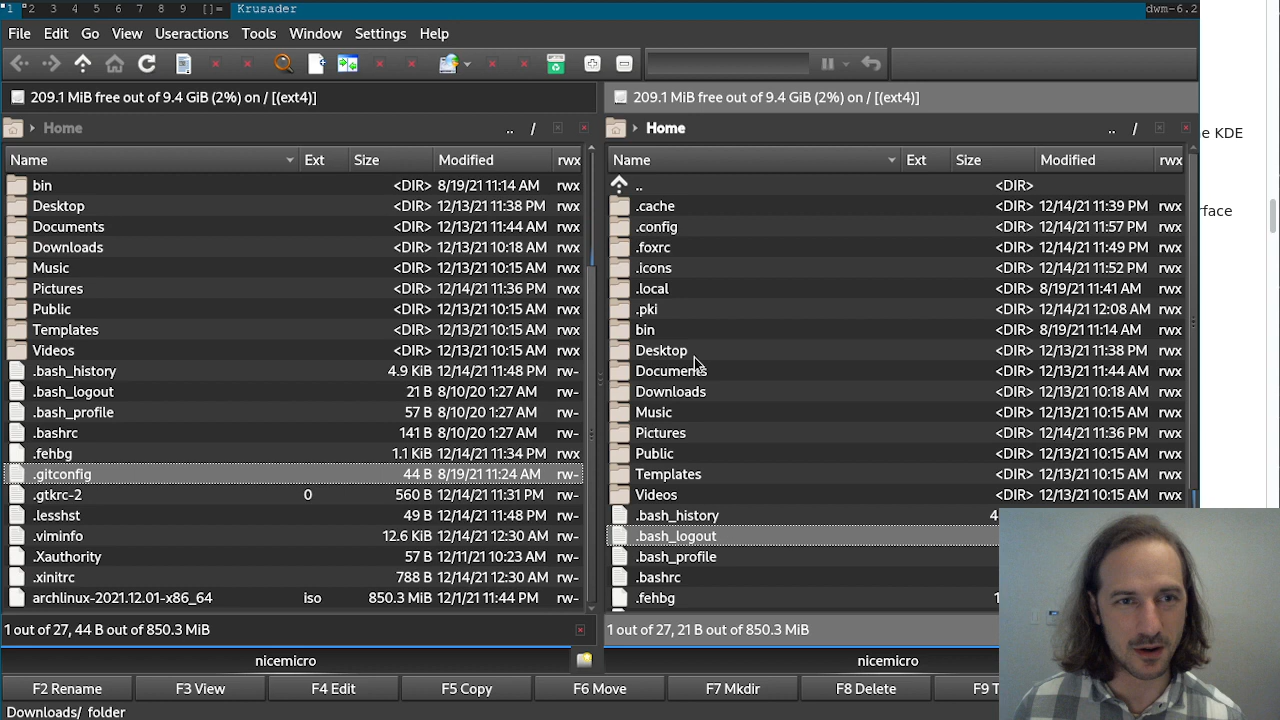 1 2 3 4 5 6 7 8 9 []= Krusader dwm-6.2
File Edit Go View Useractions Tools Window Settings Help
209.1 MiB free out of 9.4 GiB (2%) on / [(ext4)]
Home .. /
Name Ext Size Modified rwx
bin <DIR> 8/19/21 11:14 AM rwx
Desktop <DIR> 12/13/21 11:38 PM rwx
Documents <DIR> 12/13/21 11:44 AM rwx
Downloads <DIR> 12/13/21 10:18 AM rwx
Music <DIR> 12/13/21 10:15 AM rwx
Pictures <DIR> 12/14/21 11:36 PM rwx
Public <DIR> 12/13/21 10:15 AM rwx
Templates <DIR> 12/13/21 10:15 AM rwx
Videos <DIR> 12/13/21 10:15 AM rwx
.bash_history 4.9 KiB 12/14/21 11:48 PM rw-
.bash_logout 21 B 8/10/20 1:27 AM rw-
.bash_profile 57 B 8/10/20 1:27 AM rw-
.bashrc 141 B 8/10/20 1:27 AM rw-
.fehbg 1.1 KiB 12/14/21 11:34 PM rwx
.gitconfig 44 B 8/19/21 11:24 AM rw-
.gtkrc-2 0 560 B 12/14/21 11:31 PM rw-
.lesshst 49 B 12/14/21 11:48 PM rw-
.viminfo 12.6 KiB 12/14/21 12:30 AM rw-
.Xauthority 57 B 12/11/21 10:23 AM rw-
.xinitrc 788 B 12/14/21 12:30 AM rw-
archlinux-2021.12.01-x86_64 iso 850.3 MiB 12/1/21 11:44 PM rw-
1 out of 27, 44 B out of 850.3 MiB
nicemicro
209.1 MiB free out of 9.4 GiB (2%) on / [(ext4)]
Home .. /
Name Ext Size Modified rwx
.. <DIR>
.cache <DIR> 12/14/21 11:39 PM rwx
.config <DIR> 12/14/21 11:57 PM rwx
.foxrc <DIR> 12/14/21 11:49 PM rwx
.icons <DIR> 12/14/21 11:52 PM rwx
.local <DIR> 8/19/21 11:41 AM rwx
.pki <DIR> 12/14/21 12:08 AM rwx
bin <DIR> 8/19/21 11:14 AM rwx
Desktop <DIR> 12/13/21 11:38 PM rwx
Documents <DIR> 12/13/21 11:44 AM rwx
Downloads <DIR> 12/13/21 10:18 AM rwx
Music <DIR> 12/13/21 10:15 AM rwx
Pictures <DIR> 12/14/21 11:36 PM rwx
Public <DIR> 12/13/21 10:15 AM rwx
Templates <DIR> 12/13/21 10:15 AM rwx
Videos <DIR> 12/13/21 10:15 AM rwx
.bash_history 4
.bash_logout
.bash_profile
.bashrc
.fehbg 1
1 out of 27, 21 B out of 850.3 MiB
nicemicro
e KDE
rface
F2 Rename F3 View F4 Edit F5 Copy F6 Move F7 Mkdir F8 Delete F9 T
Downloads/ folder